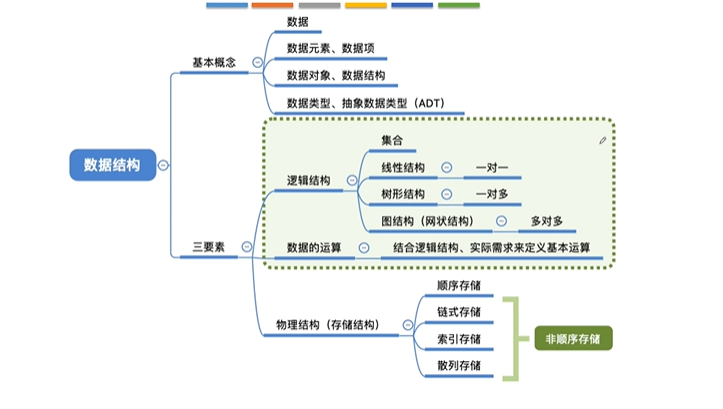 数据
数据元素、数据项
基本概念
数据对象、数据结构
数据类型、抽象数据类型（ADT）
数据结构
集合
线性结构
一对一
逻辑结构
树形结构
一对多
图结构（网状结构）
多对多
三要素
数据的运算
结合逻辑结构、实际需求来定义基本运算
顺序存储
链式存储
物理结构（存储结构）
索引存储
非顺序存储
散列存储